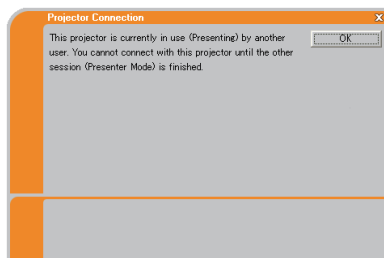 Projector Connection x
This projector is currently in use (Presenting) by another
user. You cannot connect with this projector until the other
session (Presenter Mode) is finished.
OK